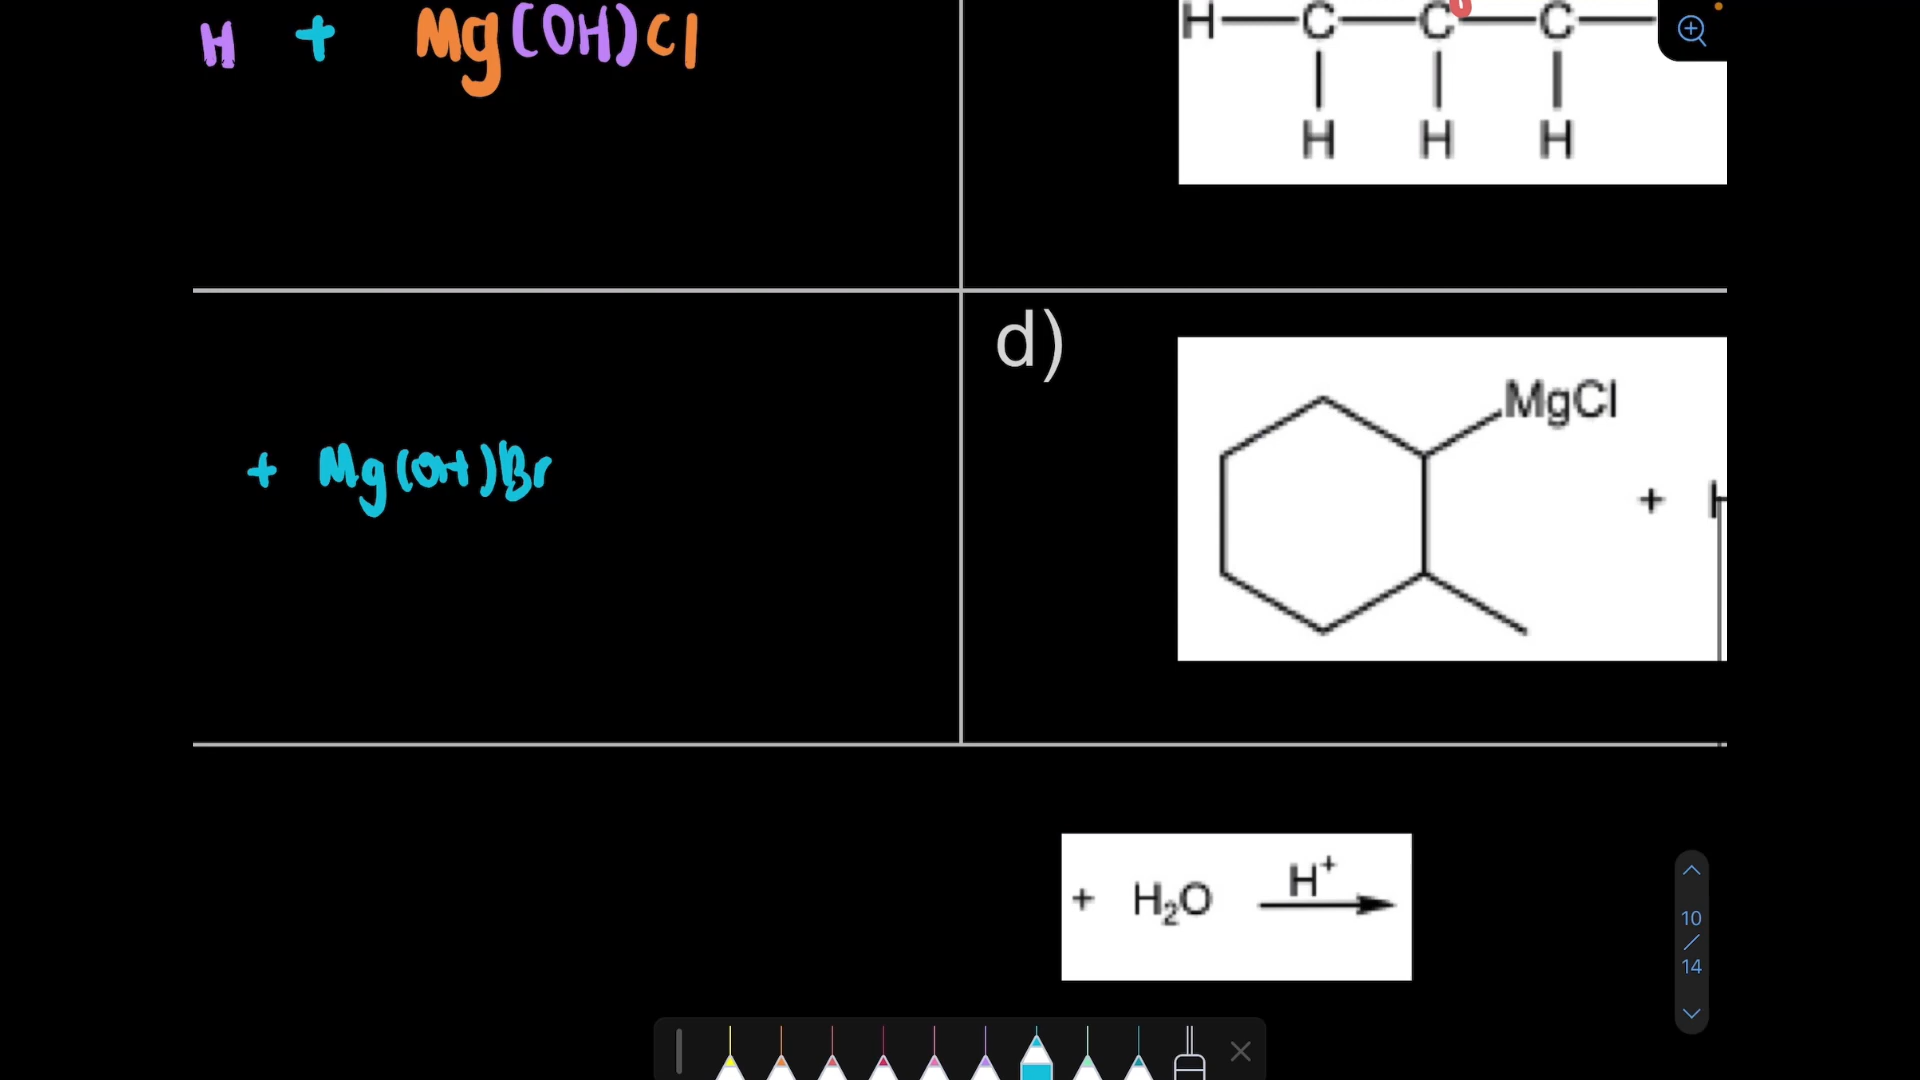 H + Mg(OH)Cl
H C C C
H H H
d)
MgCl
+
+ Mg(OH)Br
+ H₂O H⁺
10
/
14